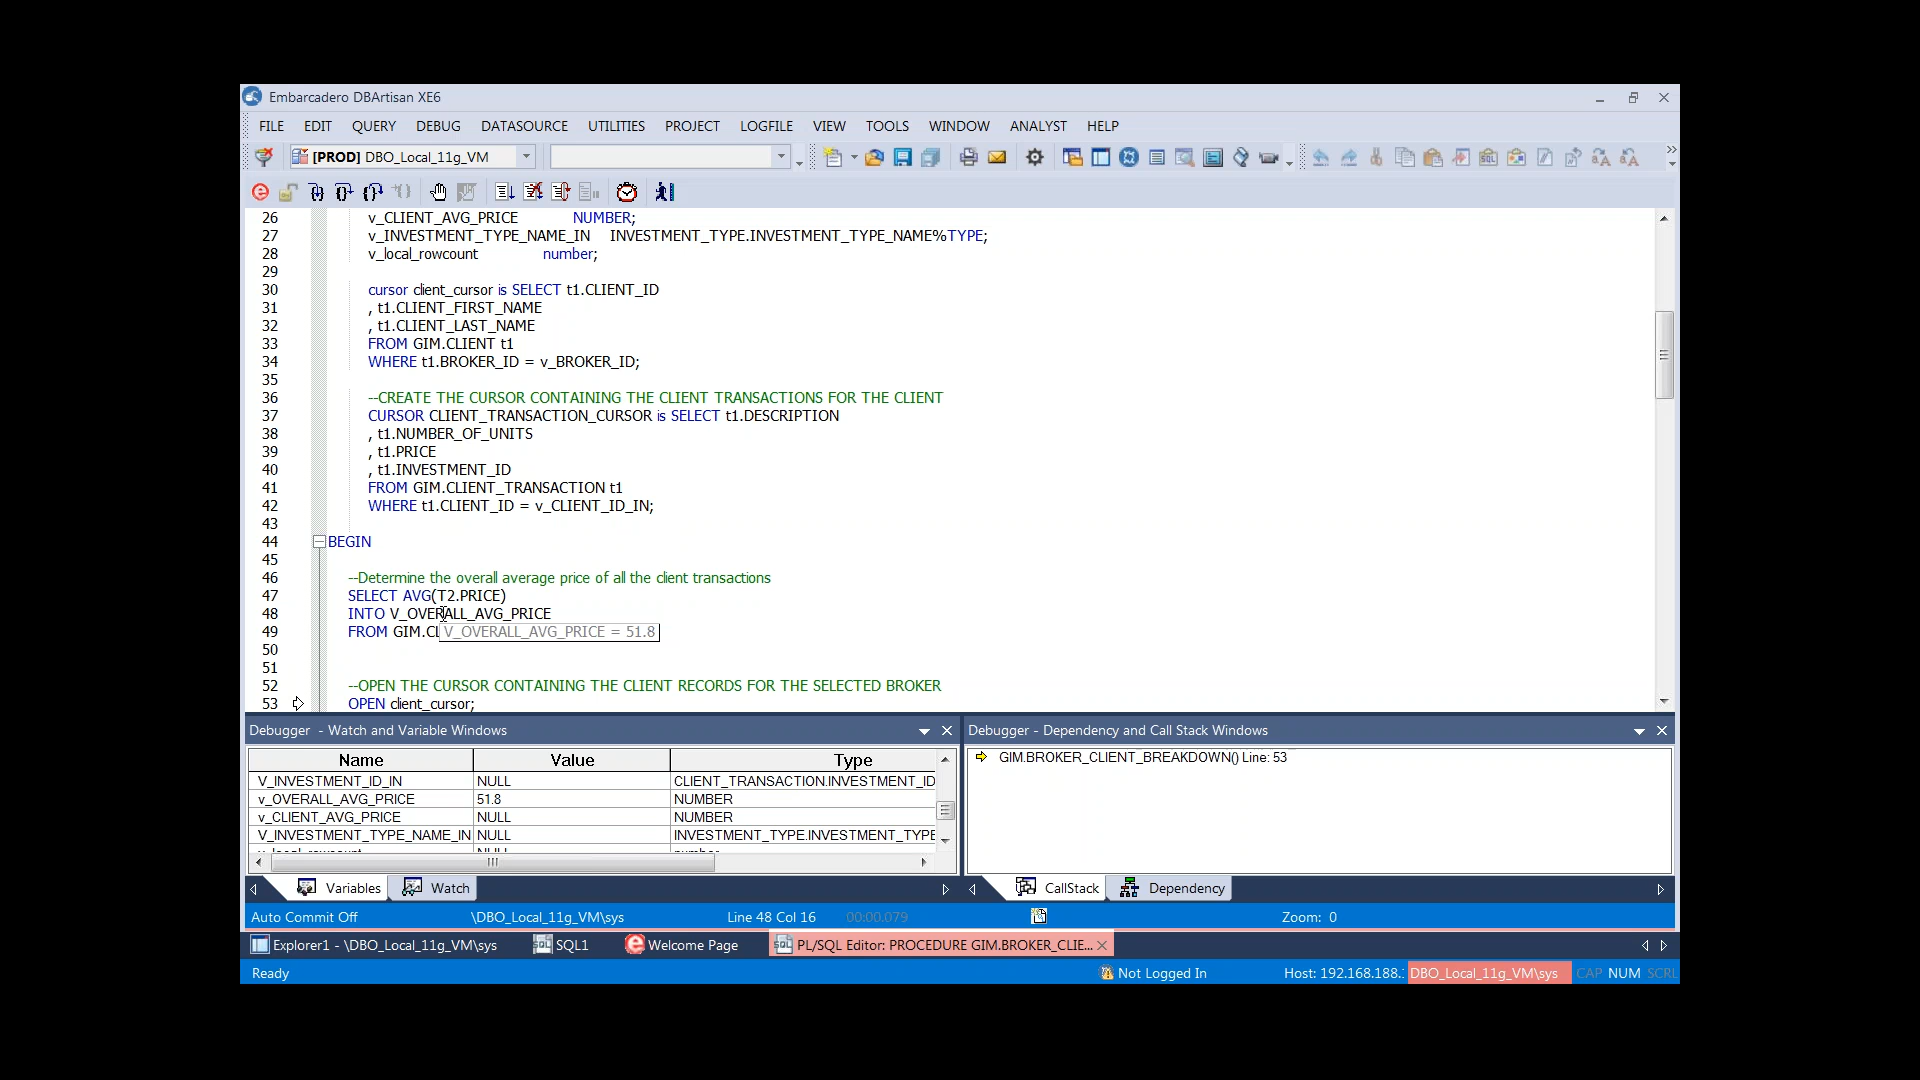 Embarcadero DBArtisan XE6
FILE EDIT QUERY DEBUG DATASOURCE UTILITIES PROJECT LOGFILE VIEW TOOLS WINDOW ANALYST HELP
[PROD] DBO_Local_11g_VM
26 v_CLIENT_AVG_PRICE NUMBER;
27 v_INVESTMENT_TYPE_NAME_IN INVESTMENT_TYPE.INVESTMENT_TYPE_NAME%TYPE;
28 v_local_rowcount number;
29
30 cursor client_cursor is SELECT t1.CLIENT_ID
31 , t1.CLIENT_FIRST_NAME
32 , t1.CLIENT_LAST_NAME
33 FROM GIM.CLIENT t1
34 WHERE t1.BROKER_ID = v_BROKER_ID;
35
36 --CREATE THE CURSOR CONTAINING THE CLIENT TRANSACTIONS FOR THE CLIENT
37 CURSOR CLIENT_TRANSACTION_CURSOR is SELECT t1.DESCRIPTION
38 , t1.NUMBER_OF_UNITS
39 , t1.PRICE
40 , t1.INVESTMENT_ID
41 FROM GIM.CLIENT_TRANSACTION t1
42 WHERE t1.CLIENT_ID = v_CLIENT_ID_IN;
43
44 BEGIN
45
46 --Determine the overall average price of all the client transactions
47 SELECT AVG(T2.PRICE)
48 INTO V_OVERALL_AVG_PRICE
49 FROM GIM.CL V_OVERALL_AVG_PRICE = 51.8
50
51
52 --OPEN THE CURSOR CONTAINING THE CLIENT RECORDS FOR THE SELECTED BROKER
53 OPEN client_cursor;
Debugger - Watch and Variable Windows
Name Value Type
V_INVESTMENT_ID_IN NULL CLIENT_TRANSACTION.INVESTMENT_ID
v_OVERALL_AVG_PRICE 51.8 NUMBER
v_CLIENT_AVG_PRICE NULL NUMBER
V_INVESTMENT_TYPE_NAME_IN NULL INVESTMENT_TYPE.INVESTMENT_TYPE
Variables Watch
Debugger - Dependency and Call Stack Windows
GIM.BROKER_CLIENT_BREAKDOWN() Line: 53
CallStack Dependency
Auto Commit Off \DBO_Local_11g_VM\sys Line 48 Col 16 00:00.079 Zoom: 0
Explorer1 - \DBO_Local_11g_VM\sys SQL1 Welcome Page PL/SQL Editor: PROCEDURE GIM.BROKER_CLIE...
Ready Not Logged In Host: 192.168.188.: DBO_Local_11g_VM\sys CAP NUM SCRL